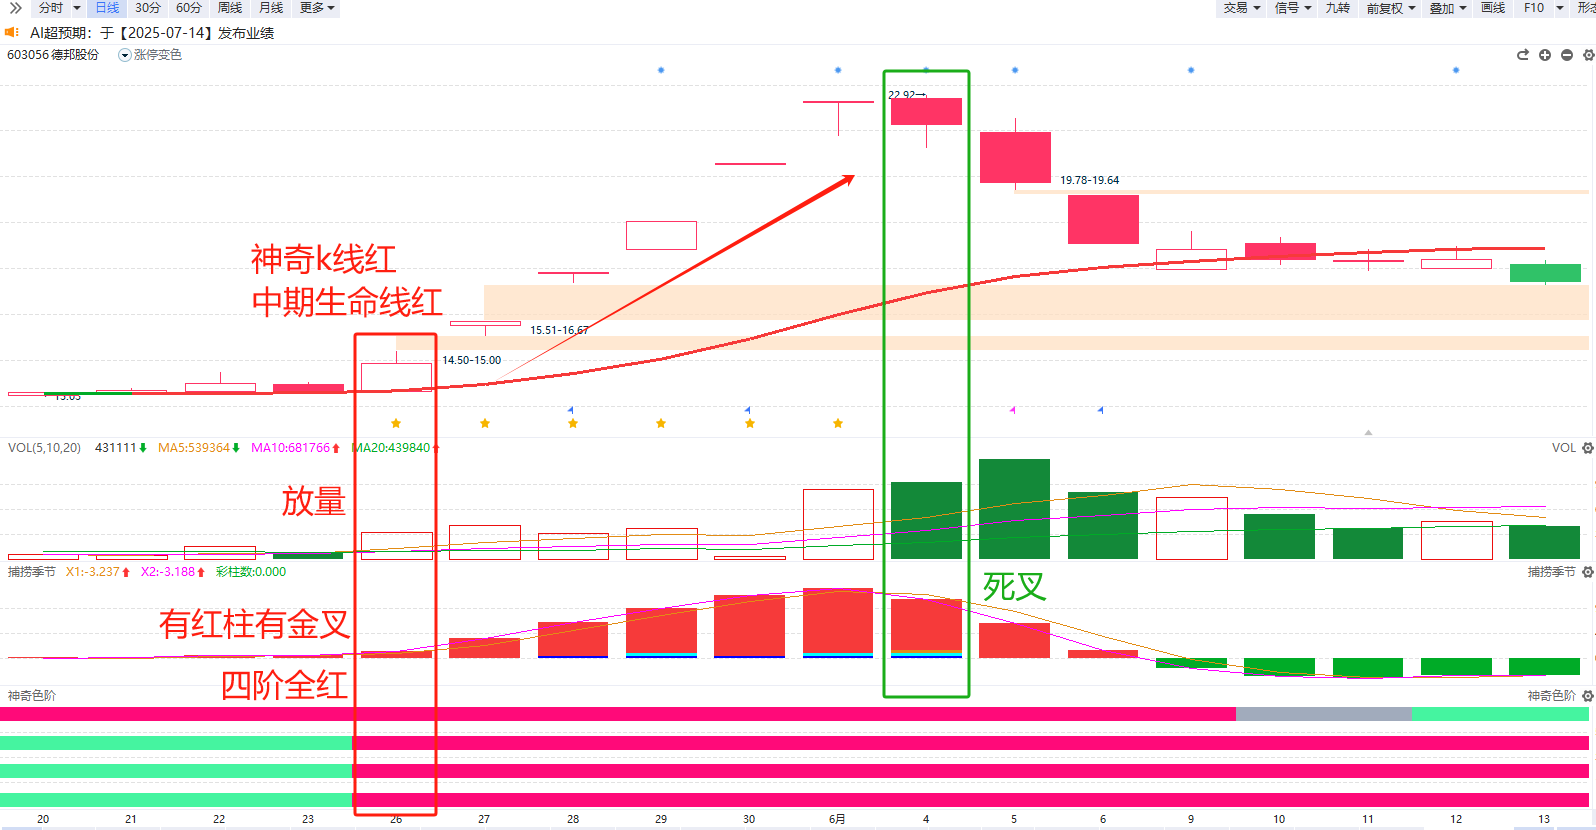 分时 日线 30分 60分 周线 月线 更多 交易 信号 九转 前复权 叠加 画线 F10
AI超预期：于【2025-07-14】发布业绩
603056 德邦股份 涨停变色
22.92→
19.78-19.64
神奇k线红
中期生命线红
15.51-16.67
14.50-15.00
VOL(5,10,20) 431111 MA5:539364 MA10:681766 MA20:439840 VOL
放量
捕捞季节 X1:-3.237 X2:-3.188 彩柱数:0.000 捕捞季节
死叉
有红柱有金叉
四阶全红
神奇色阶 神奇色阶
20 21 22 23 26 27 28 29 30 6月 4 5 6 9 10 11 12 13